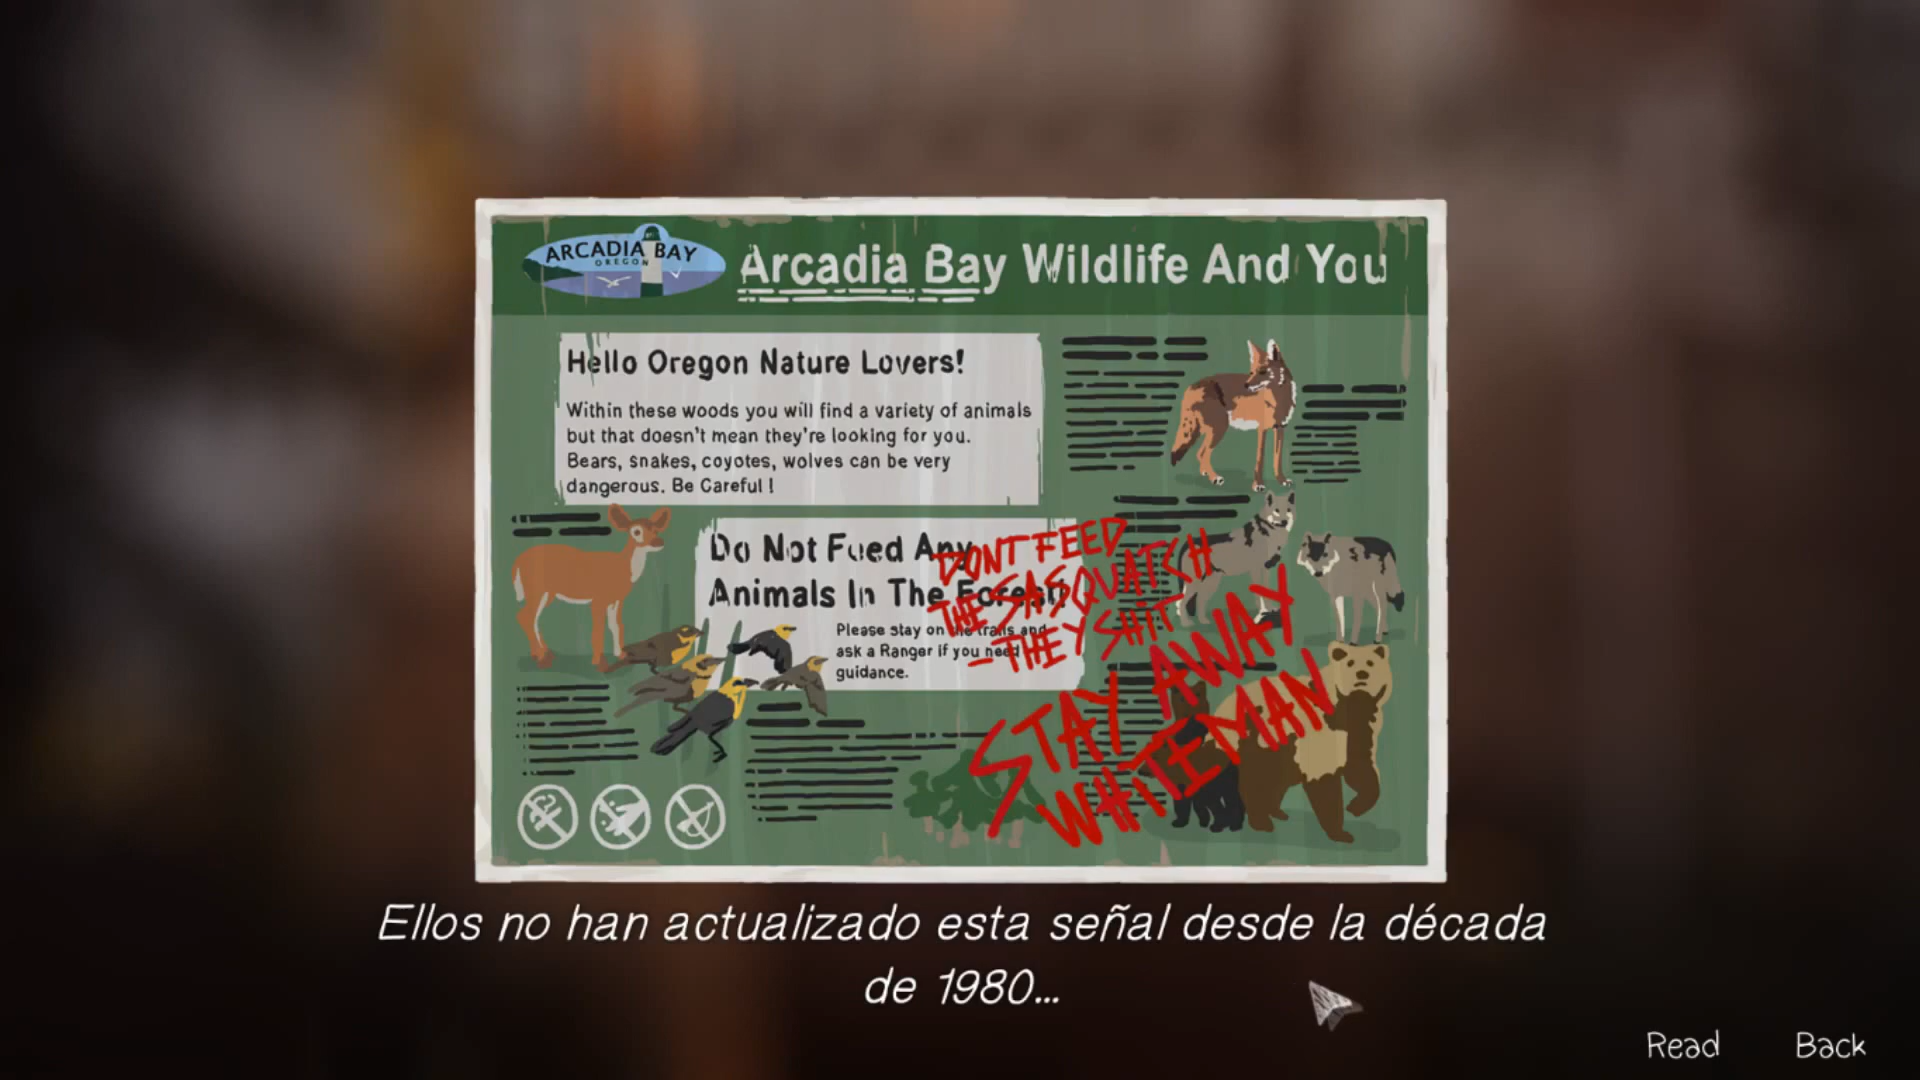 ARCADIA BAY
OREGON
Arcadia Bay Wildlife And You
Hello Oregon Nature Lovers!
Within these woods you will find a variety of animals
but that doesn't mean they're looking for you.
Bears, snakes, coyotes, wolves can be very
dangerous. Be Careful !
Do Not Feed Any
Animals In The Forest!
Please stay on the trails and
ask a Ranger if you need
guidance.
DONT FEED
THE SASQUATCH
- THEY SHIT
STAY AWAY
WHITEMAN
Ellos no han actualizado esta señal desde la década
de 1980...
Read
Back